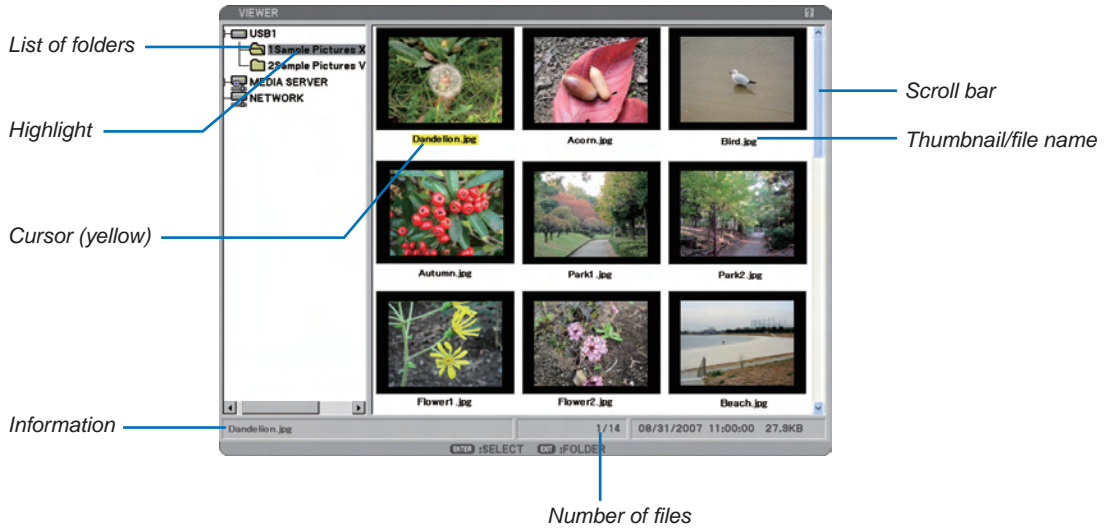 VIEWER
?
List of folders
USB1
1Sample Pictures X
2Sample Pictures V
MEDIA SERVER
NETWORK
Highlight
Scroll bar
Dandelion.jpg Acorn.jpg Bird.jpg
Thumbnail/file name
Cursor (yellow)
Autumn.jpg Park1.jpg Park2.jpg
Flower1.jpg Flower2.jpg Beach.jpg
Information
Dandelion.jpg 1/14 08/31/2007 11:00:00 27.9KB
ENTER :SELECT EXIT :FOLDER
Number of files